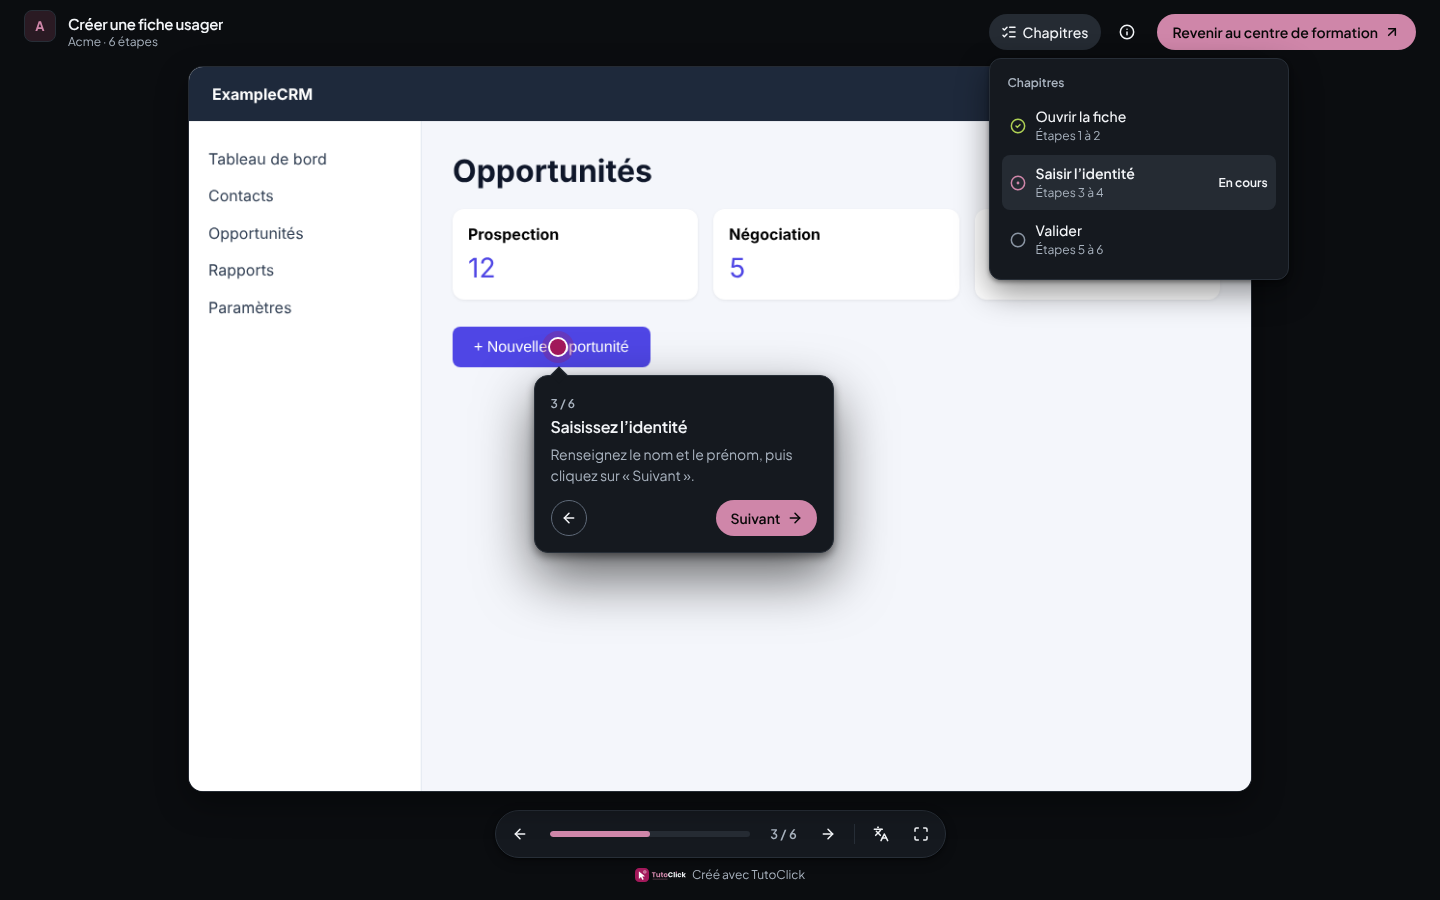 A
Créer une fiche usager
Acme · 6 étapes
Chapitres
Revenir au centre de formation
Chapitres
Ouvrir la fiche
Étapes 1 à 2
Saisir l’identité
Étapes 3 à 4
En cours
Valider
Étapes 5 à 6
ExampleCRM
Tableau de bord
Contacts
Opportunités
Rapports
Paramètres
Opportunités
Prospection
12
Négociation
5
+ Nouvelle portunité
3 / 6
Saisissez l’identité
Renseignez le nom et le prénom, puis
cliquez sur « Suivant ».
Suivant
3 / 6
TutoClick
Créé avec TutoClick